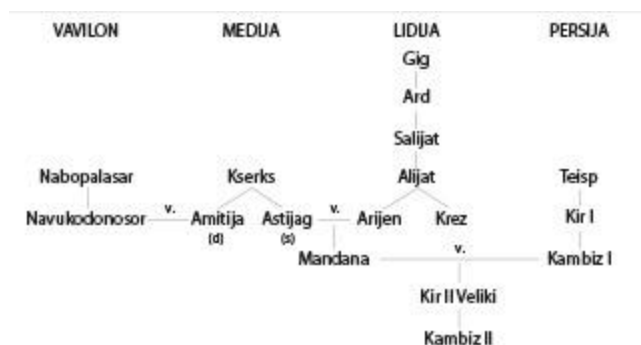 VAVILON MEDIJA LIDIJA PERSIJA
Gig
Ard
Salijat
Nabopalasar Kserks Alijat Teisp
Navukodonosor v. Amitija Astijag v. Arijen Krez Kir I
(d) (s)
Mandana v. Kambiz I
Kir II Veliki
Kambiz II